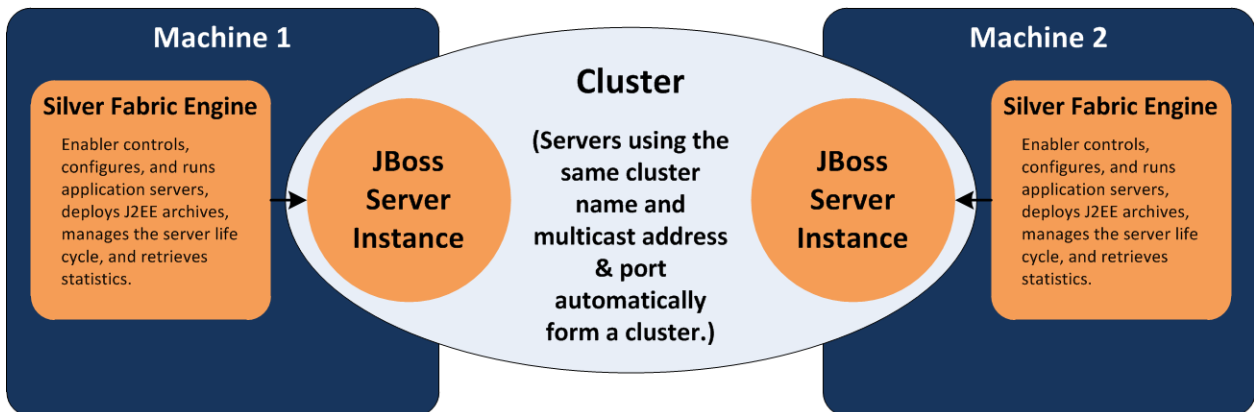 Machine 1
Silver Fabric Engine
Enabler controls,
configures, and runs
application servers,
deploys J2EE archives,
manages the server life
cycle, and retrieves
statistics.
JBoss
Server
Instance
Cluster
(Servers using the
same cluster
name and
multicast address
& port
automatically
form a cluster.)
JBoss
Server
Instance
Machine 2
Silver Fabric Engine
Enabler controls,
configures, and runs
application servers,
deploys J2EE archives,
manages the server life
cycle, and retrieves
statistics.